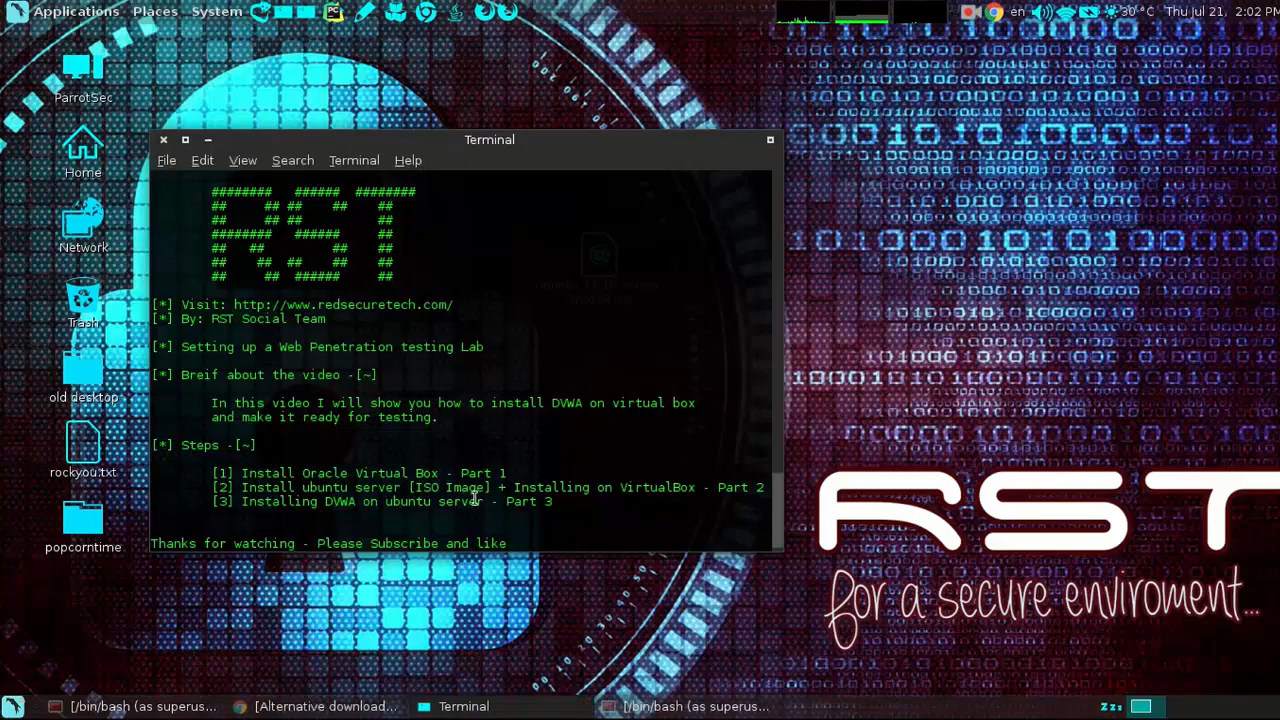 Applications Places System
en 30 °C Thu Jul 21, 2:02 PM
ParrotSec
Home
Network
Trash
old desktop
rockyou.txt
popcorntime
Terminal
File Edit View Search Terminal Help
RST
[*] Visit: http://www.redsecuretech.com/
[*] By: RST Social Team
[*] Setting up a Web Penetration testing Lab
[*] Breif about the video -[~]
In this video I will show you how to install DVWA on virtual box
and make it ready for testing.
[*] Steps -[~]
[1] Install Oracle Virtual Box - Part 1
[2] Install ubuntu server [ISO Image] + Installing on VirtualBox - Part 2
[3] Installing DVWA on ubuntu server - Part 3
Thanks for watching - Please Subscribe and like
RST
for a secure enviroment...
[/bin/bash (as superus... [Alternative download... Terminal [/bin/bash (as superus...